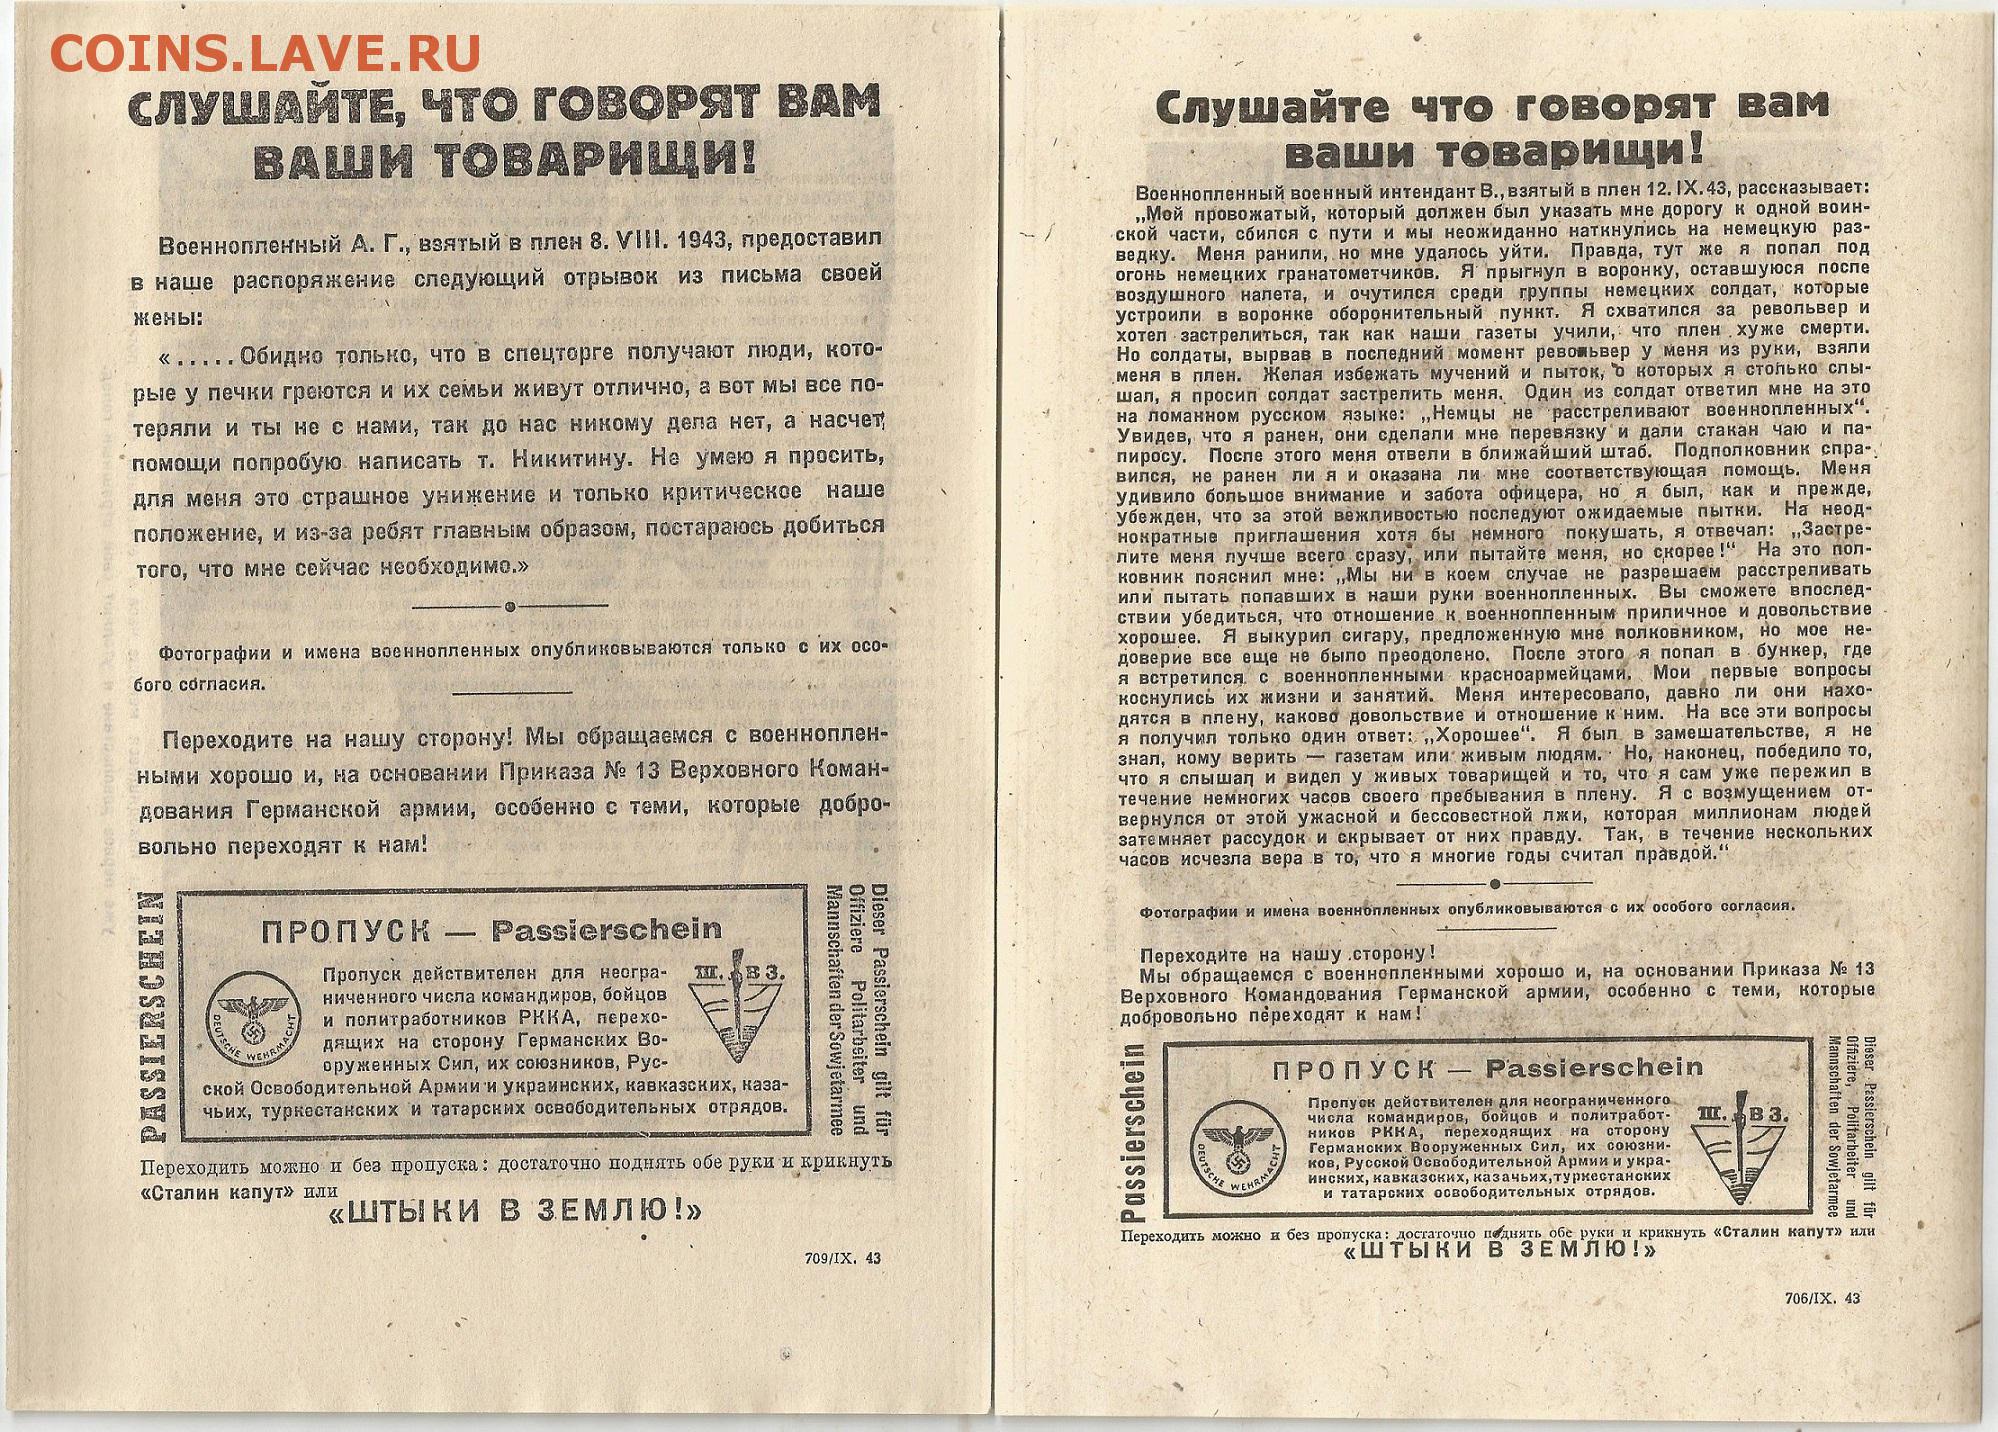 COINS.LAVE.RU
СЛУШАЙТЕ, ЧТО ГОВОРЯТ ВАМ
ВАШИ ТОВАРИЩИ!
Военнопленный А. Г., взятый в плен 8. VIII. 1943, предоставил
в наше распоряжение следующий отрывок из письма своей
жены:
«.....Обидно только, что в спецторге получают люди, кото-
рые у печки греются и их семьи живут отлично, а вот мы все по-
теряли и ты не с нами, так до нас никому дела нет, а насчет
помощи попробую написать т. Никитину. Не умею я просить,
для меня это страшное унижение и только критическое наше
положение, и из-за ребят главным образом, постараюсь добиться
того, что мне сейчас необходимо.»
Фотографии и имена военнопленных опубликовываются только с их осо-
бого согласия.
Переходите на нашу сторону! Мы обращаемся с военноплен-
ными хорошо и, на основании Приказа № 13 Верховного Коман-
дования Германской армии, особенно с теми, которые добро-
вольно переходят к нам!
PASSIERSCHEIN
ПРОПУСК — Passierschein
DEUTSCHE WEHRMACHT
Пропуск действителен для неогра-
ниченного числа командиров, бойцов
и политработников РККА, перехо-
дящих на сторону Германских Во-
оруженных Сил, их союзников, Рус-
ской Освободительной Армии и украинских, кавказских, каза-
чьих, туркестанских и татарских освободительных отрядов.
Ш. В З.
Dieser Passierschein gilt für
Offiziere Politarbeiter und
Mannschaften der Sowjetarmee
Переходить можно и без пропуска: достаточно поднять обе руки и крикнуть
«Сталин капут» или
«ШТЫКИ В ЗЕМЛЮ!»
709/IX. 43
Слушайте что говорят вам
ваши товарищи!
Военнопленный военный интендант В., взятый в плен 12. IX. 43, рассказывает:
„Мой провожатый, который должен был указать мне дорогу к одной воин-
ской части, сбился с пути и мы неожиданно наткнулись на немецкую раз-
ведку. Меня ранили, но мне удалось уйти. Правда, тут же я попал под
огонь немецких гранатометчиков. Я прыгнул в воронку, оставшуюся после
воздушного налета, и очутился среди группы немецких солдат, которые
устроили в воронке оборонительный пункт. Я схватился за револьвер и
хотел застрелиться, так как наши газеты учили, что плен хуже смерти.
Но солдаты, вырвав в последний момент револьвер у меня из руки, взяли
меня в плен. Желая избежать мучений и пыток, о которых я столько слы-
шал, я просил солдат застрелить меня. Один из солдат ответил мне на это
на ломанном русском языке: „Немцы не расстреливают военнопленных“.
Увидев, что я ранен, они сделали мне перевязку и дали стакан чаю и па-
пиросу. После этого меня отвели в ближайший штаб. Подполковник спра-
вился, не ранен ли я и оказана ли мне соответствующая помощь. Меня
удивило большое внимание и забота офицера, но я был, как и прежде,
убежден, что за этой вежливостью последуют ожидаемые пытки. На неод-
нократные приглашения хотя бы немного покушать, я отвечал: „Застре-
лите меня лучше всего сразу, или пытайте меня, но скорее!“ На это пол-
ковник пояснил мне: „Мы ни в коем случае не разрешаем расстреливать
или пытать попавших в наши руки военнопленных. Вы сможете впослед-
ствии убедиться, что отношение к военнопленным приличное и довольствие
хорошее. Я выкурил сигару, предложенную мне полковником, но мое не-
доверие все еще не было преодолено. После этого я попал в бункер, где
я встретился с военнопленными красноармейцами. Мои первые вопросы
коснулись их жизни и занятий. Меня интересовало, давно ли они нахо-
дятся в плену, каково довольствие и отношение к ним. На все эти вопросы
я получил только один ответ: „Хорошее“. Я был в замешательстве, я не
знал, кому верить — газетам или живым людям. Но, наконец, победило то,
что я слышал и видел у живых товарищей и то, что я сам уже пережил в
течение немногих часов своего пребывания в плену. Я с возмущением от-
вернулся от этой ужасной и бессовестной лжи, которая миллионам людей
затемняет рассудок и скрывает от них правду. Так, в течение нескольких
часов исчезла вера в то, что я многие годы считал правдой.“
Фотографии и имена военнопленных опубликовываются с их особого согласия.
Переходите на нашу сторону!
Мы обращаемся с военнопленными хорошо и, на основании Приказа № 13
Верховного Командования Германской армии, особенно с теми, которые
добровольно переходят к нам!
Passierschein
ПРОПУСК — Passierschein
DEUTSCHE WEHRMACHT
Пропуск действителен для неограниченного
числа командиров, бойцов и политработ-
ников РККА, переходящих на сторону
Германских Вооруженных Сил, их союзни-
ков, Русской Освободительной Армии и укра-
инских, кавказских, казачьих, туркестанских
и татарских освободительных отрядов.
Ш. В З.
Dieser Passierschein gilt für
Offiziere, Politarbeiter und
Mannschaften der Sowjetarmee
Переходить можно и без пропуска: достаточно поднять обе руки и крикнуть «Сталин капут» или
«ШТЫКИ В ЗЕМЛЮ!»
706/IX. 43